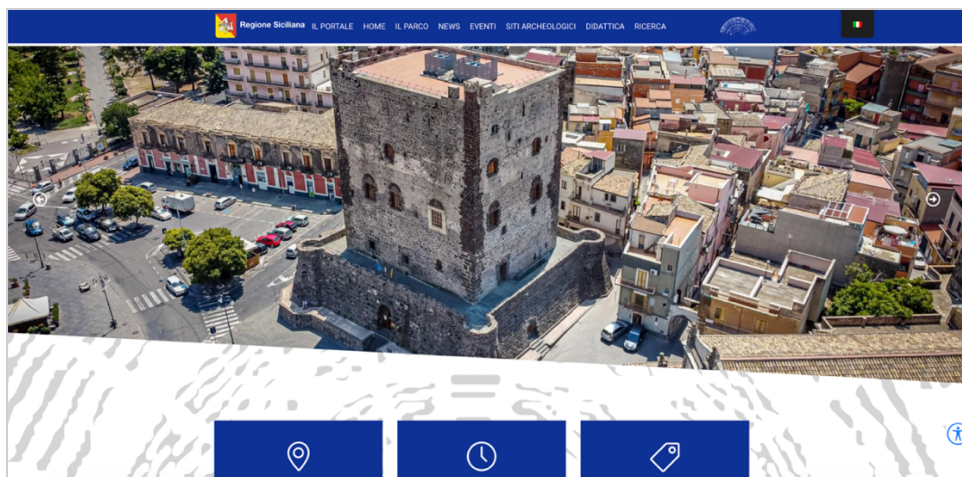 Regione Siciliana IL PORTALE HOME IL PARCO NEWS EVENTI SITI ARCHEOLOGICI DIDATTICA RICERCA